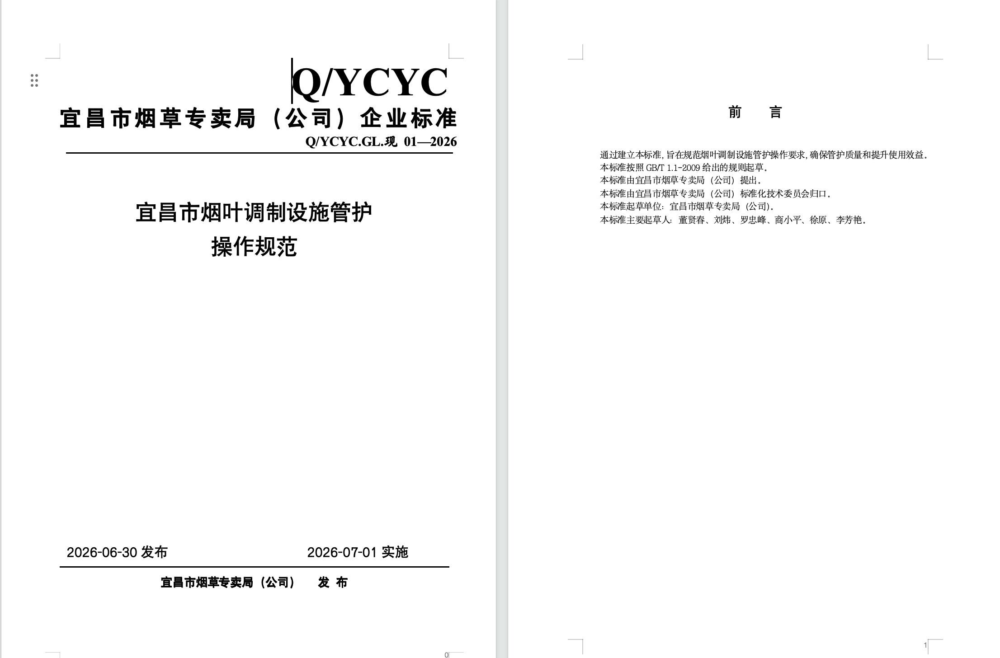 Q/YCYC
宜昌市烟草专卖局（公司）企业标准
Q/YCYC.GL.现 01—2026
宜昌市烟叶调制设施管护
操作规范
2026-06-30 发布 2026-07-01 实施
宜昌市烟草专卖局（公司） 发 布
0
前 言
通过建立本标准,旨在规范烟叶调制设施管护操作要求,确保管护质量和提升使用效益。
本标准按照 GB/T 1.1-2009 给出的规则起草。
本标准由宜昌市烟草专卖局（公司）提出。
本标准由宜昌市烟草专卖局（公司）标准化技术委员会归口。
本标准起草单位：宜昌市烟草专卖局（公司）。
本标准主要起草人：董贤春、刘炜、罗忠峰、商小平、徐原、李芳艳。
1